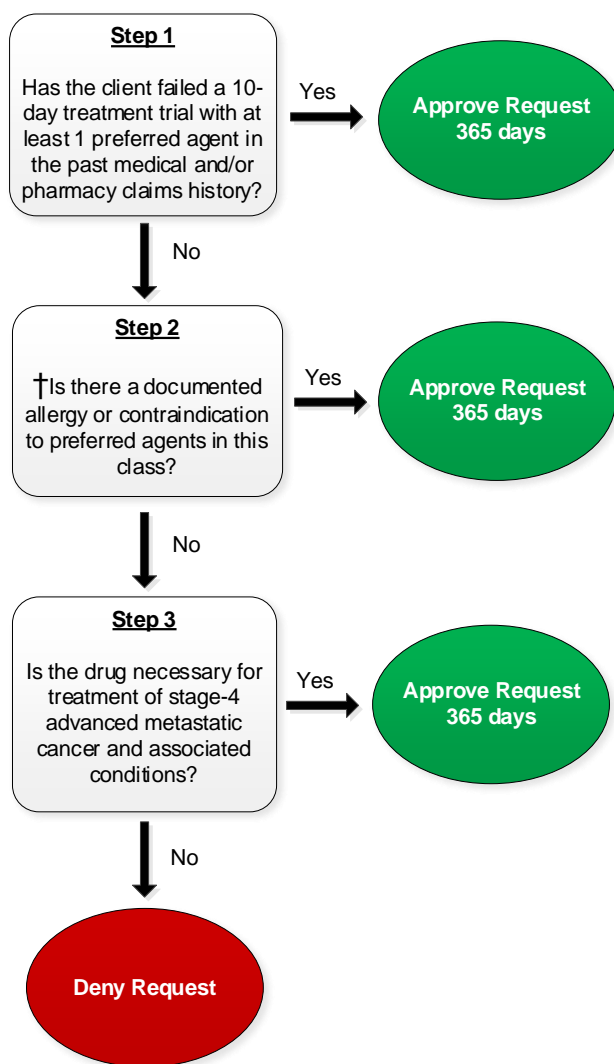 Step 1
Has the client failed a 10-
day treatment trial with at
least 1 preferred agent in
the past medical and/or
pharmacy claims history?
Yes
Approve Request
365 days
No
Step 2
†Is there a documented
allergy or contraindication
to preferred agents in this
class?
Yes
Approve Request
365 days
No
Step 3
Is the drug necessary for
treatment of stage-4
advanced metastatic
cancer and associated
conditions?
Yes
Approve Request
365 days
No
Deny Request